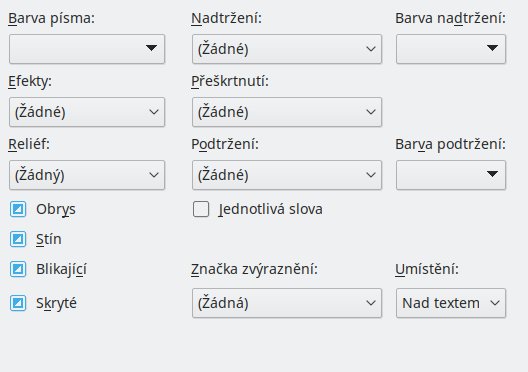 Barva písma:
Nadtržení:
Barva nadtržení:
(Žádné)
Efekty:
Přeškrtnutí:
(Žádné)
(Žádné)
Reliéf:
Podtržení:
Barva podtržení:
(Žádný)
(Žádné)
Obrys
Jednotlivá slova
Stín
Blikající
Značka zvýraznění:
Umístění:
Skryté
(Žádná)
Nad textem